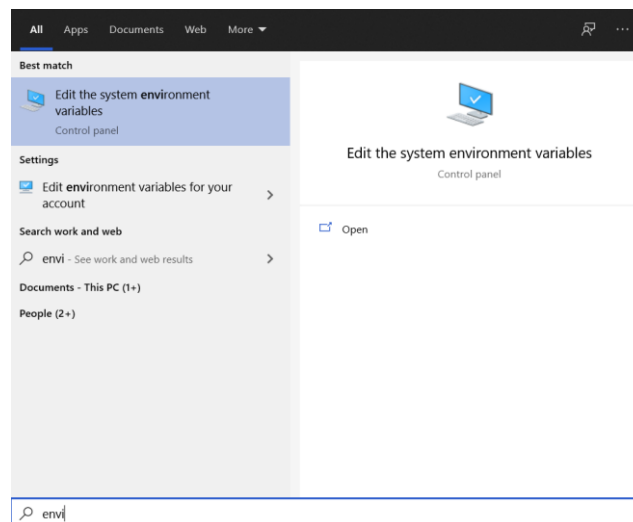 All Apps Documents Web More
Best match
Edit the system environment
variables
Control panel
Settings
Edit environment variables for your
account
Search work and web
envi - See work and web results
Documents - This PC (1+)
People (2+)
Edit the system environment variables
Control panel
Open
envi